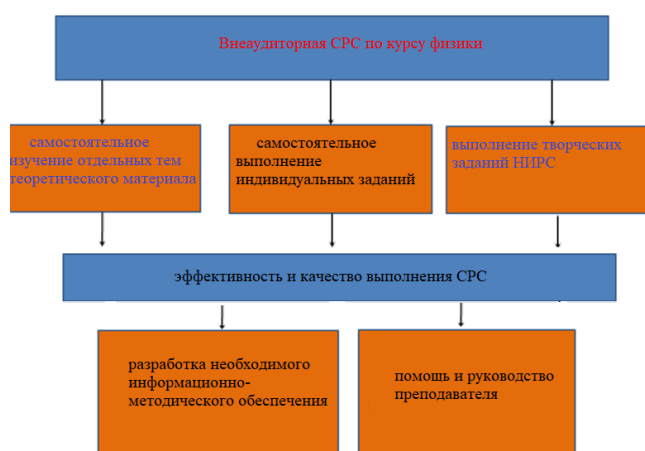 Внеаудиторная СРС по курсу физики
самостоятельное
изучение отдельных тем
теоретического материала
самостоятельное
выполнение
индивидуальных заданий
выполнение творческих
заданий НИРС
эффективность и качество выполнения СРС
разработка необходимого
информационно-
методического обеспечения
помощь и руководство
преподавателя